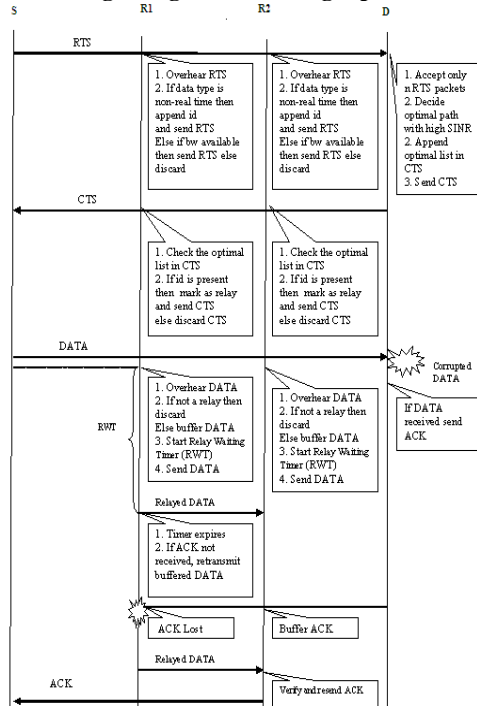 S R1 R2 D
RTS
1. Overhear RTS
2. If data type is
non-real time then
append id
and send RTS
Else if bw available
then send RTS else
discard
1. Overhear RTS
2. If data type is
non-real time then
append id
and send RTS
Else if bw available
then send RTS else
discard
1. Accept only
n RTS packets
2. Decide
optimal path
with high SINR
2. Append
optimal list in
CTS
3. Send CTS
CTS
1. Check the optimal
list in CTS
2. If id is present
then mark as relay
and send CTS
else discard CTS
1. Check the optimal
list in CTS
2. If id is present
then mark as relay
and send CTS
else discard CTS
DATA
Corrupted
DATA
RWT
1. Overhear DATA
2. If not a relay then
discard
Else buffer DATA
3. Start Relay Waiting
Timer (RWT)
4. Send DATA
1. Overhear DATA
2. If not a relay then
discard
Else buffer DATA
3. Start Relay Waiting
Timer (RWT)
4. Send DATA
If DATA
received send
ACK
Relayed DATA
1. Timer expires
2. If ACK not
received, retransmit
buffered DATA
ACK Lost
Buffer ACK
Relayed DATA
ACK
Verify and resend ACK